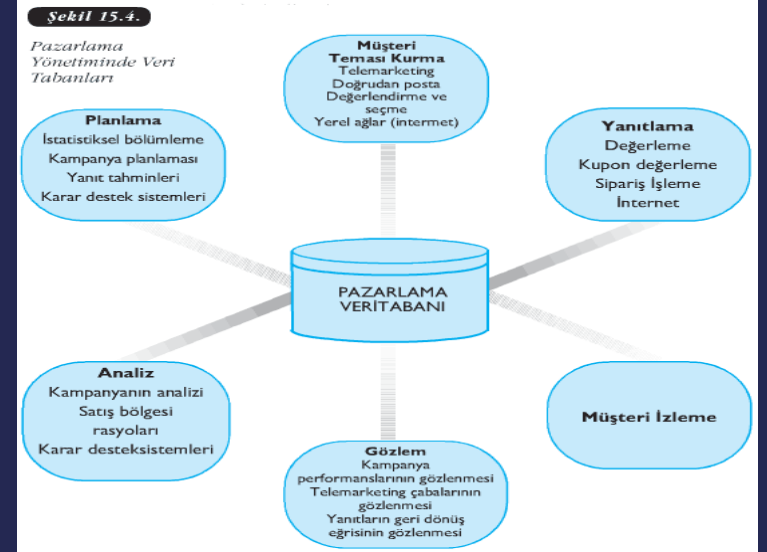 Şekil 15.4.
Pazarlama
Yönetiminde Veri
Tabanları
Müşteri
Teması Kurma
Telemarketing
Doğrudan posta
Değerlendirme ve
seçme
Yerel ağlar (internet)
Planlama
İstatistiksel bölümleme
Kampanya planlaması
Yanıt tahminleri
Karar destek sistemleri
Yanıtlama
Değerleme
Kupon değerleme
Sipariş İşleme
İnternet
PAZARLAMA
VERİTABANI
Analiz
Kampanyanın analizi
Satış bölgesi
rasyoları
Karar desteksistemleri
Müşteri İzleme
Gözlem
Kampanya
performanslarının gözlenmesi
Telemarketing çabalarının
gözlenmesi
Yanıtların geri dönüş
eğrisinin gözlenmesi